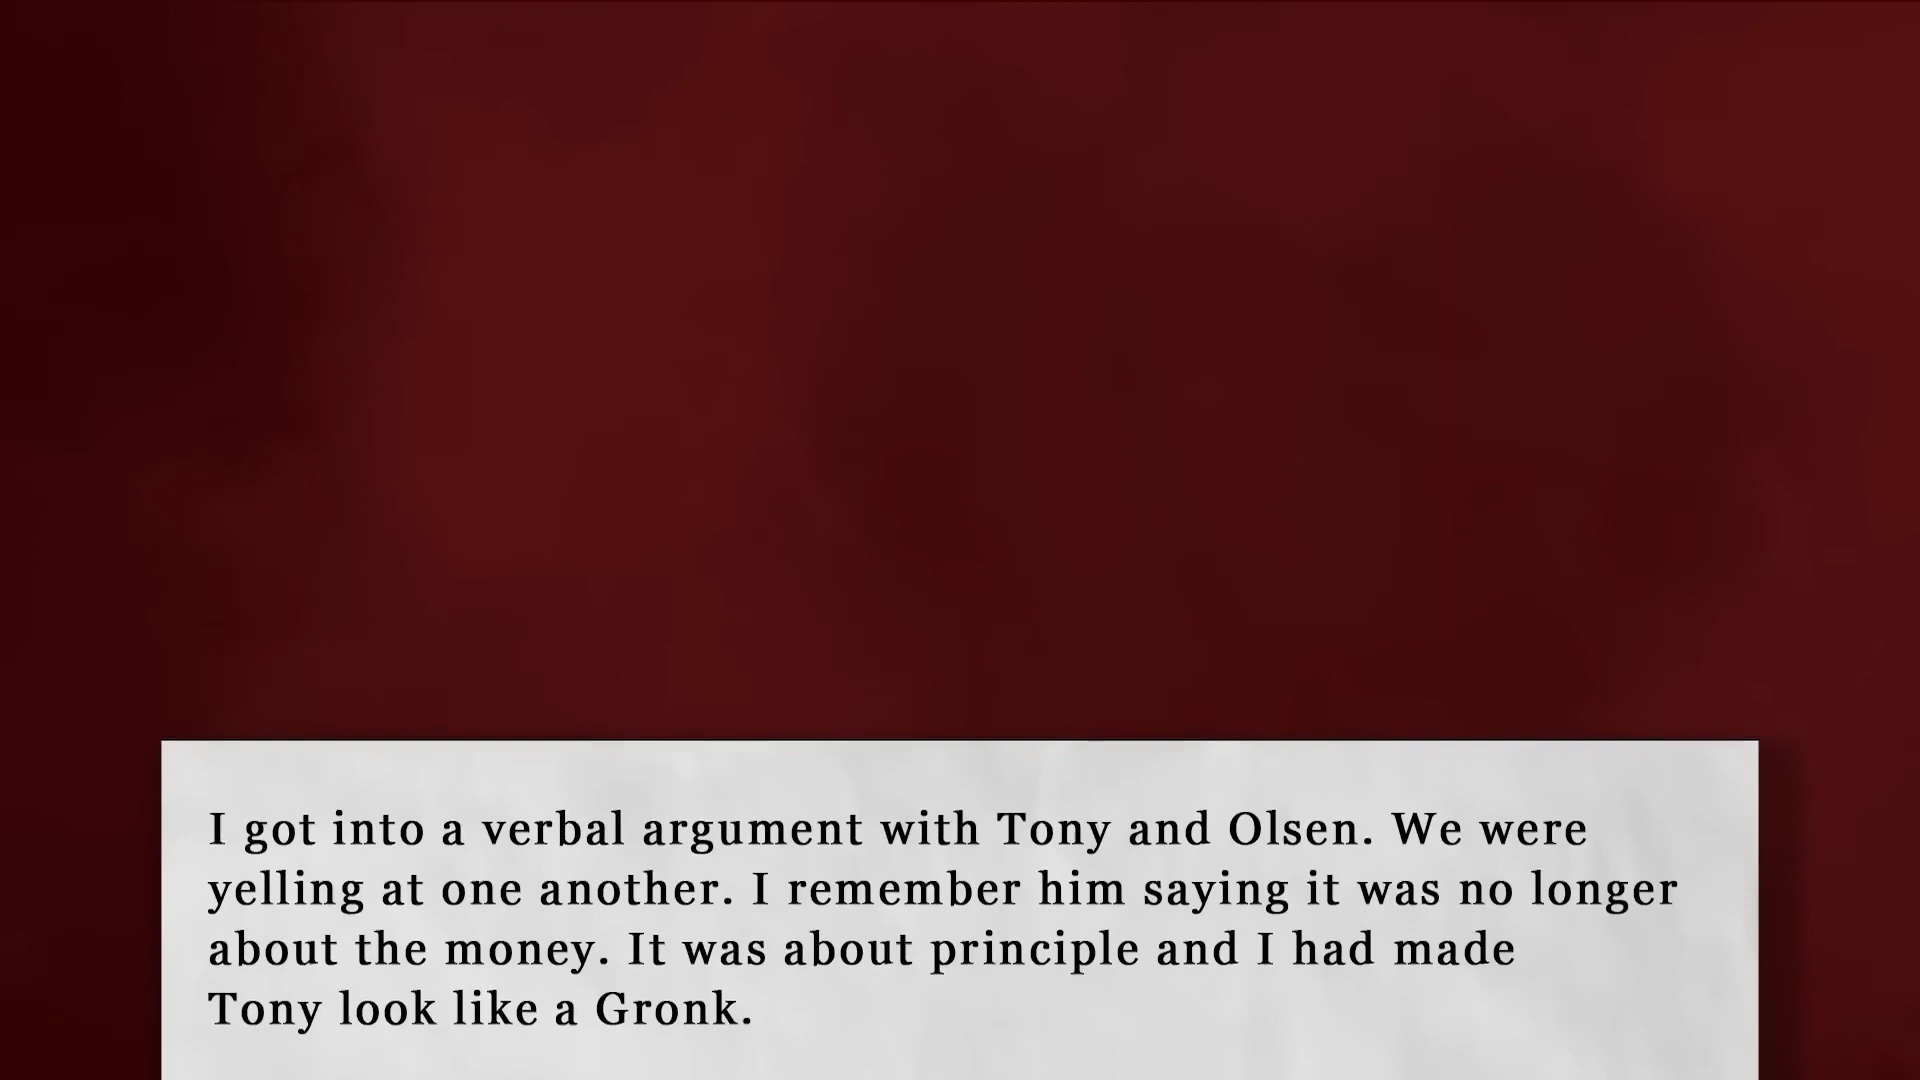 I got into a verbal argument with Tony and Olsen. We were
yelling at one another. I remember him saying it was no longer
about the money. It was about principle and I had made
Tony look like a Gronk.